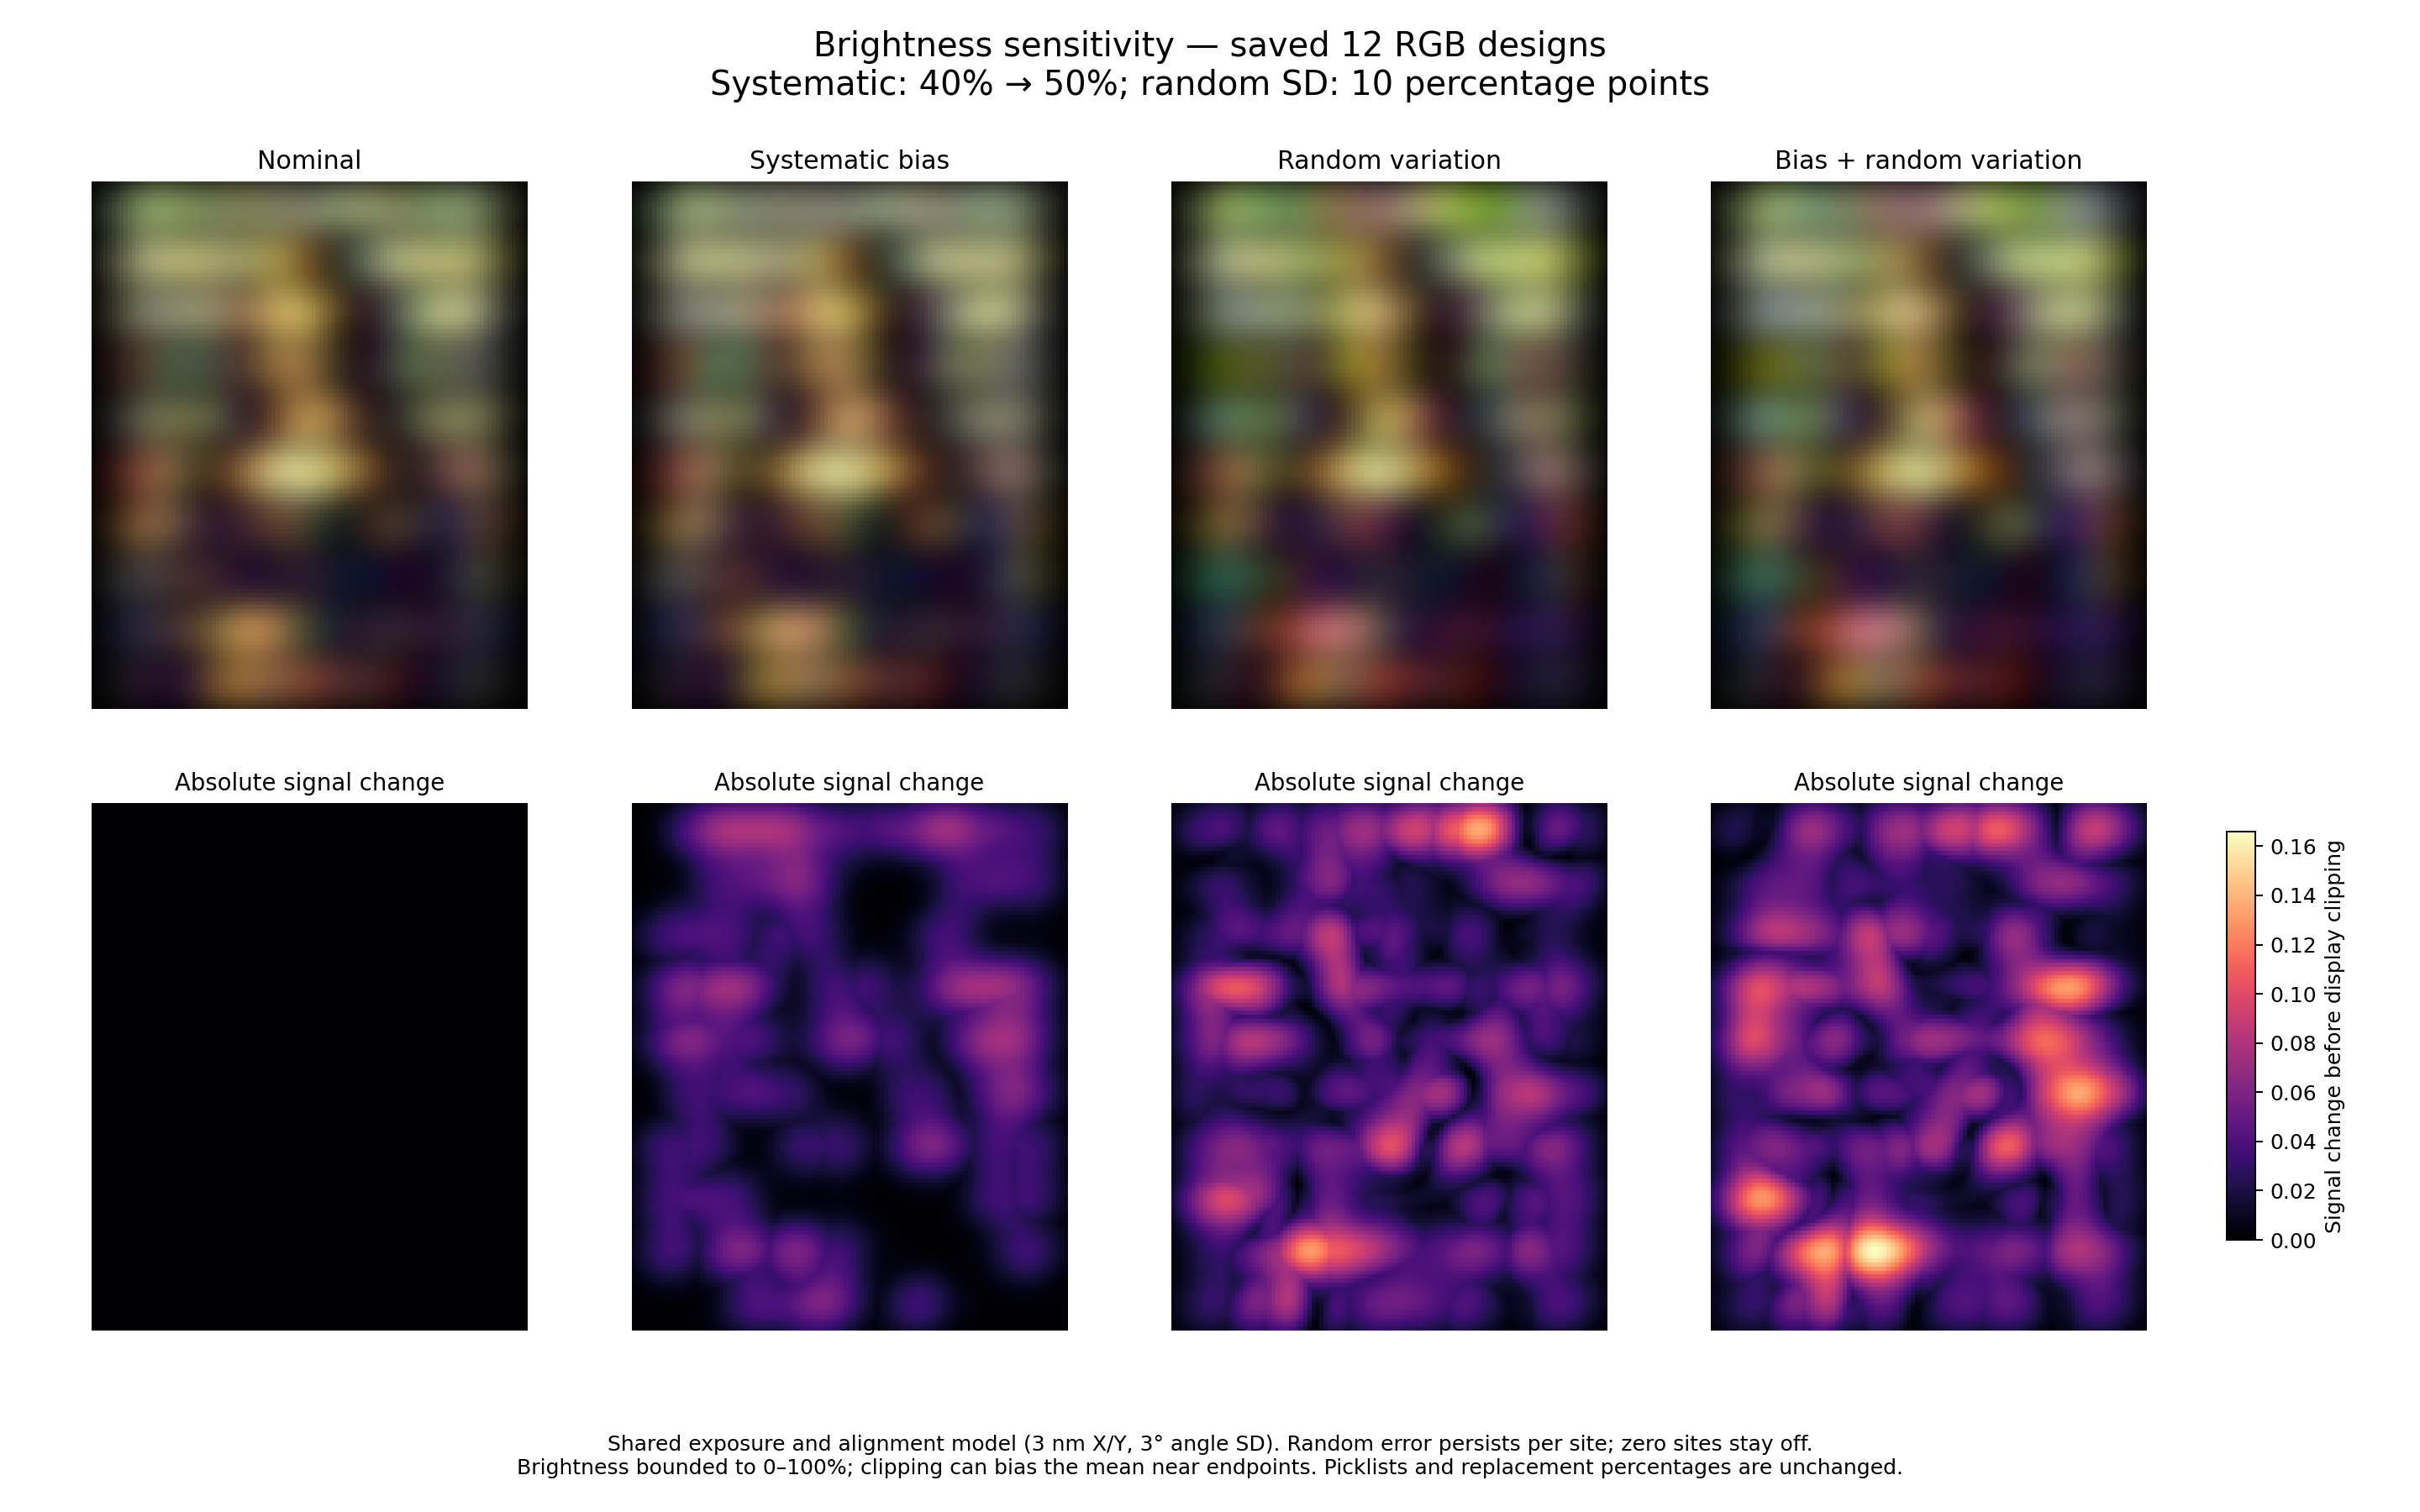 Brightness sensitivity — saved 12 RGB designs
Systematic: 40% → 50%; random SD: 10 percentage points
Nominal
Systematic bias
Random variation
Bias + random variation
Absolute signal change
Absolute signal change
Absolute signal change
Absolute signal change
0.16
0.14
0.12
0.10
0.08
0.06
0.04
0.02
0.00
Signal change before display clipping
Shared exposure and alignment model (3 nm X/Y, 3° angle SD). Random error persists per site; zero sites stay off.
Brightness bounded to 0–100%; clipping can bias the mean near endpoints. Picklists and replacement percentages are unchanged.